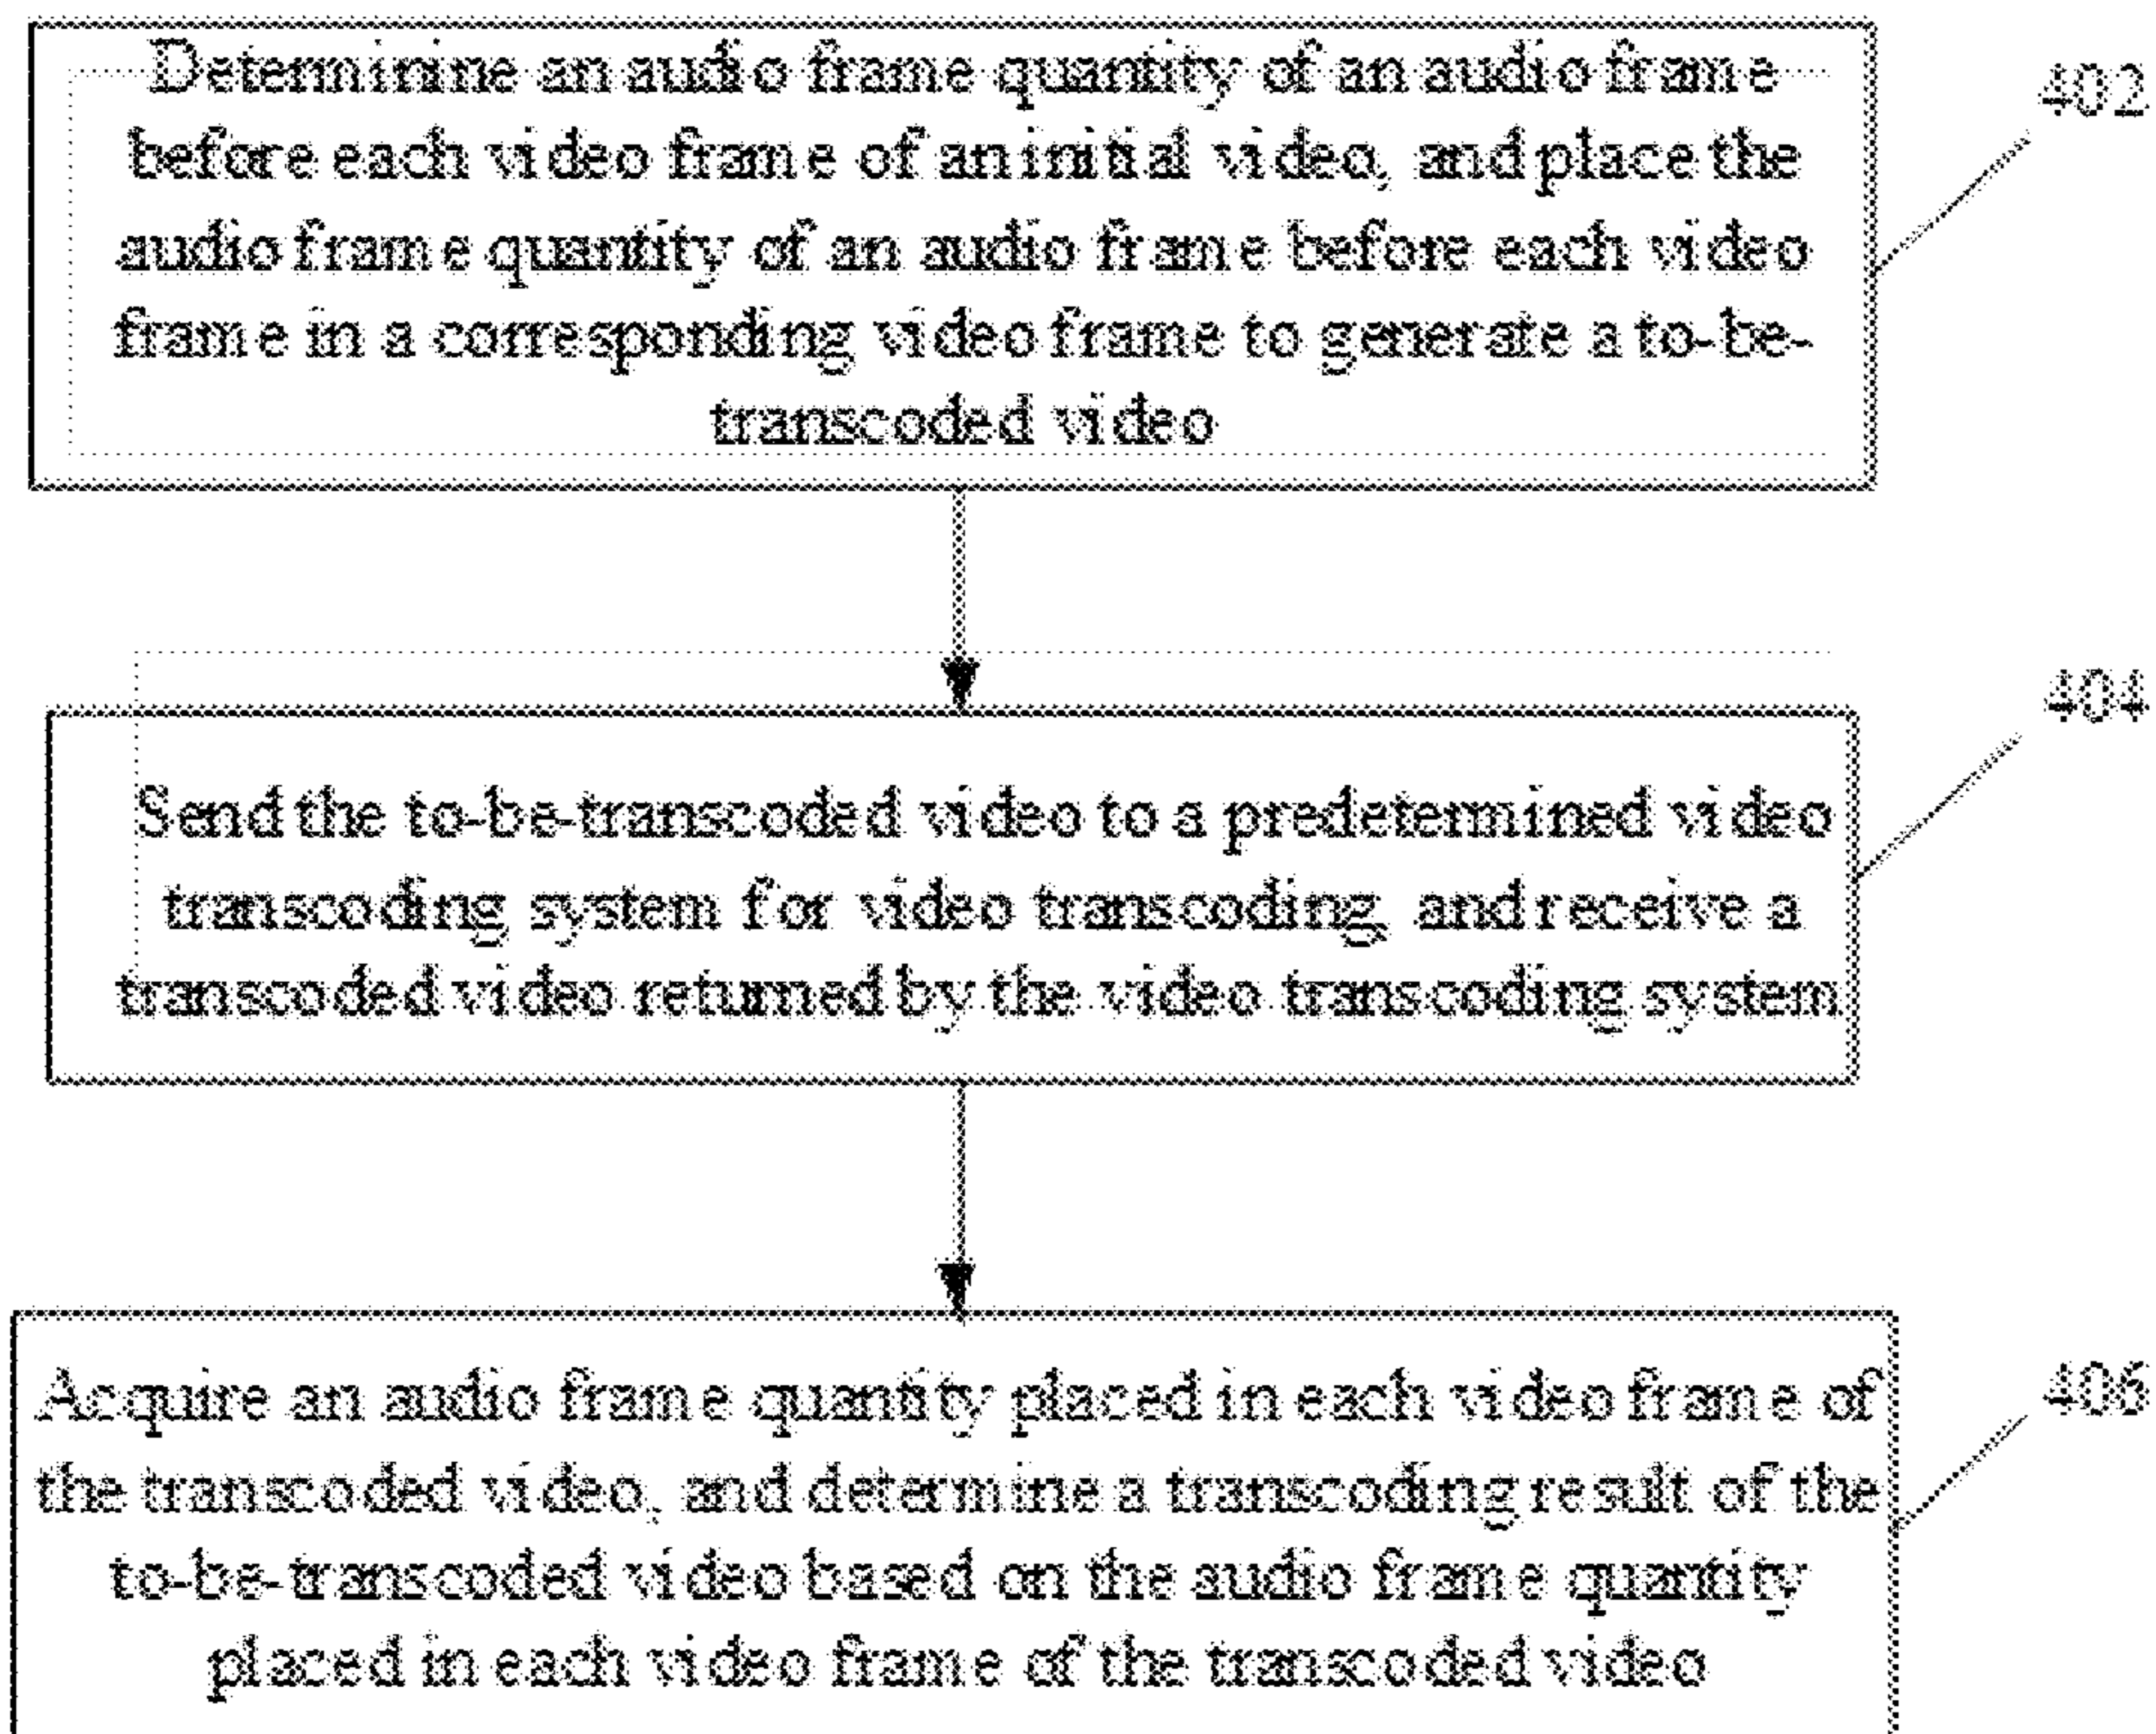 Determinine an audio frame quantity of an audio frame
402
before each video frame of an initial video, and place the
audio frame quantity of an audio frame before each video
frame in a corresponding video frame to generate a to-be-
transcoded video
404
Send the to-be-transcoded video to a predetermined video
transcoding system for video transcoding, and receive a
transcoded video returned by the video transcoding system
406
Acquire an audio frame quantity placed in each video frame of
the transcoded video, and determine a transcoding result of the
to-be-transcoded video based on the audio frame quantity
placed in each video frame of the transcoded video